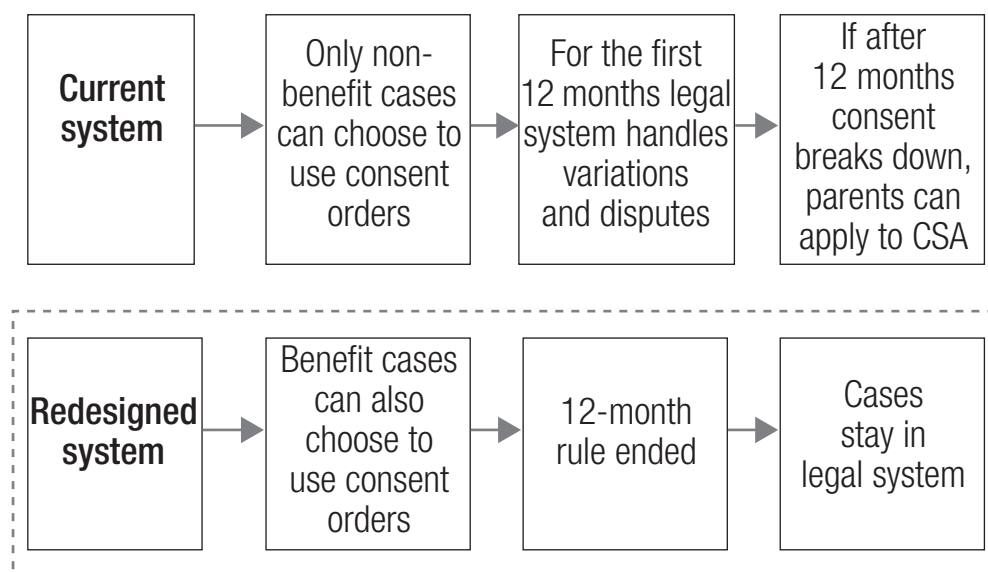 Current
system
Only non-
benefit cases
can choose to
use consent
orders
For the first
12 months legal
system handles
variations
and disputes
If after
12 months
consent
breaks down,
parents can
apply to CSA
Redesigned
system
Benefit cases
can also
choose to
use consent
orders
12-month
rule ended
Cases
stay in
legal system